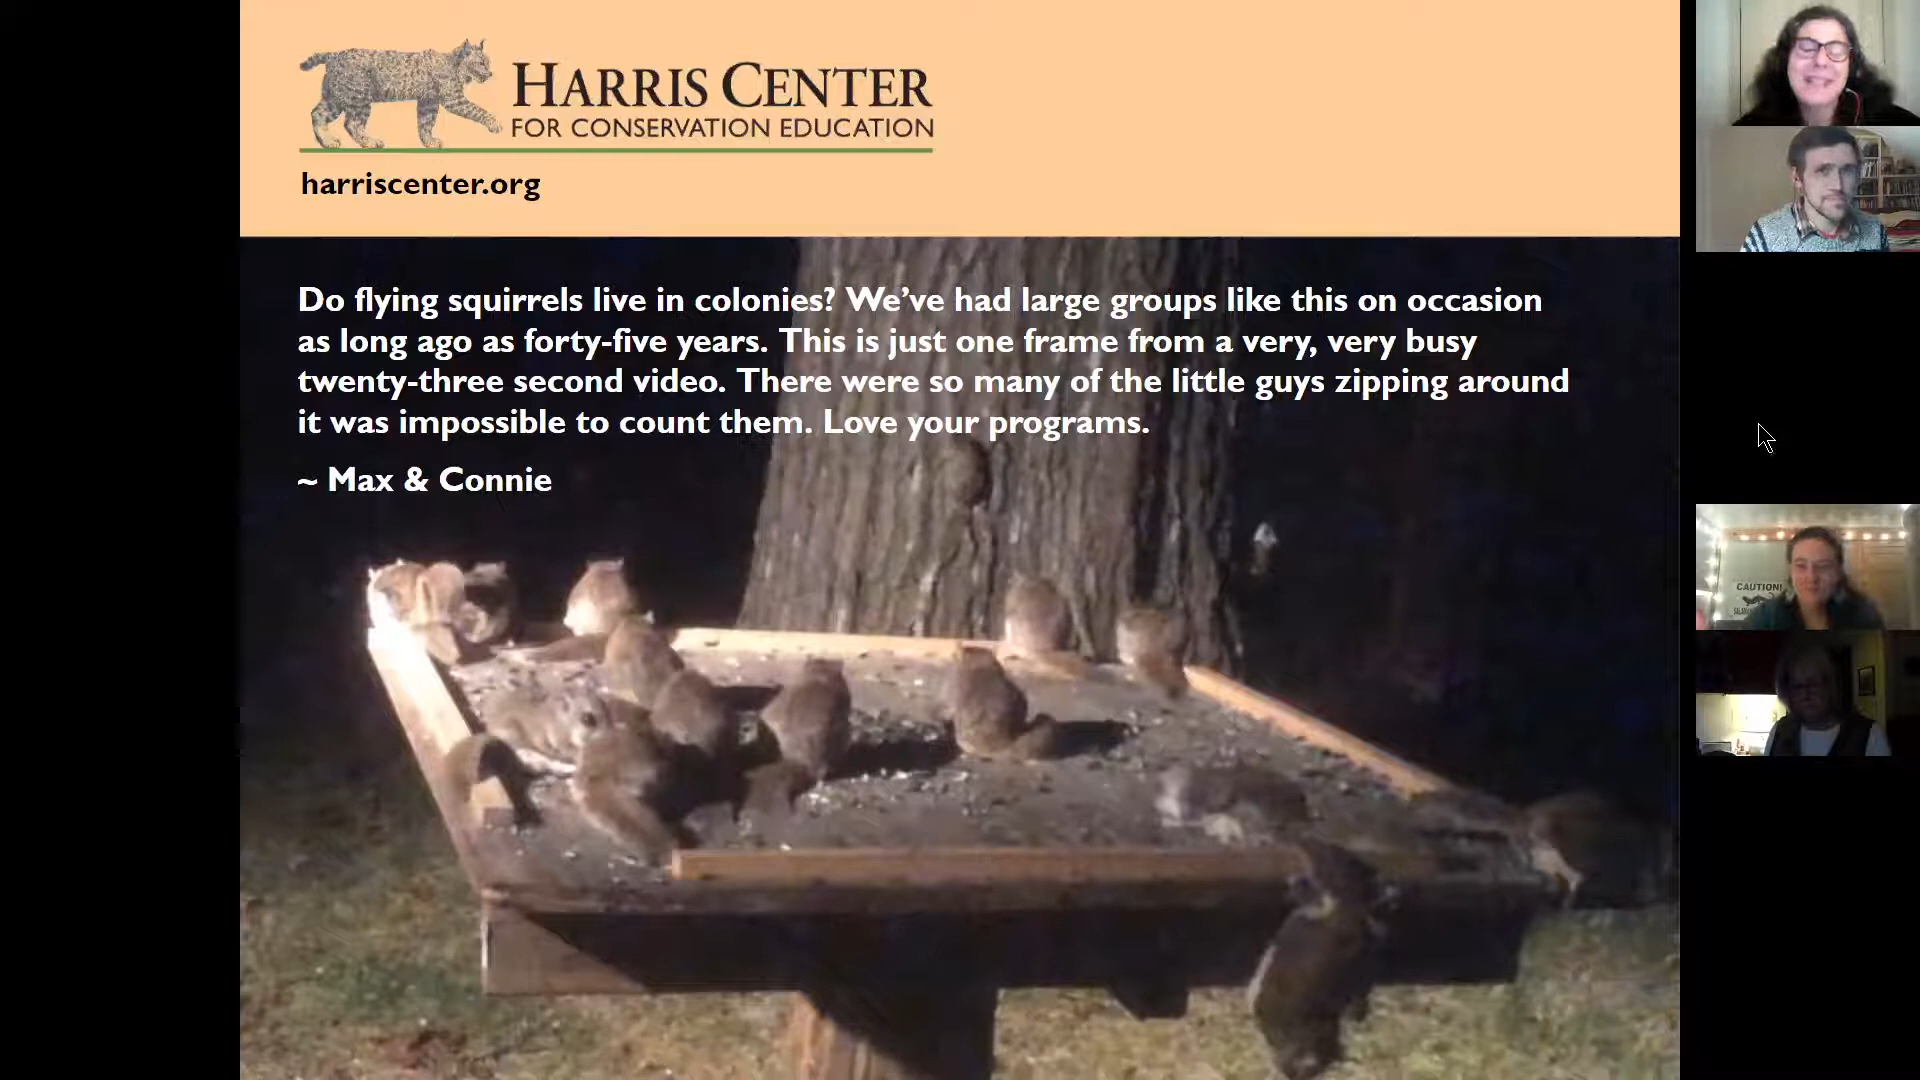 HARRIS CENTER
FOR CONSERVATION EDUCATION
harriscenter.org
Do flying squirrels live in colonies? We've had large groups like this on occasion
as long ago as forty-five years. This is just one frame from a very, very busy
twenty-three second video. There were so many of the little guys zipping around
it was impossible to count them. Love your programs.
~ Max & Connie
CAUTION!